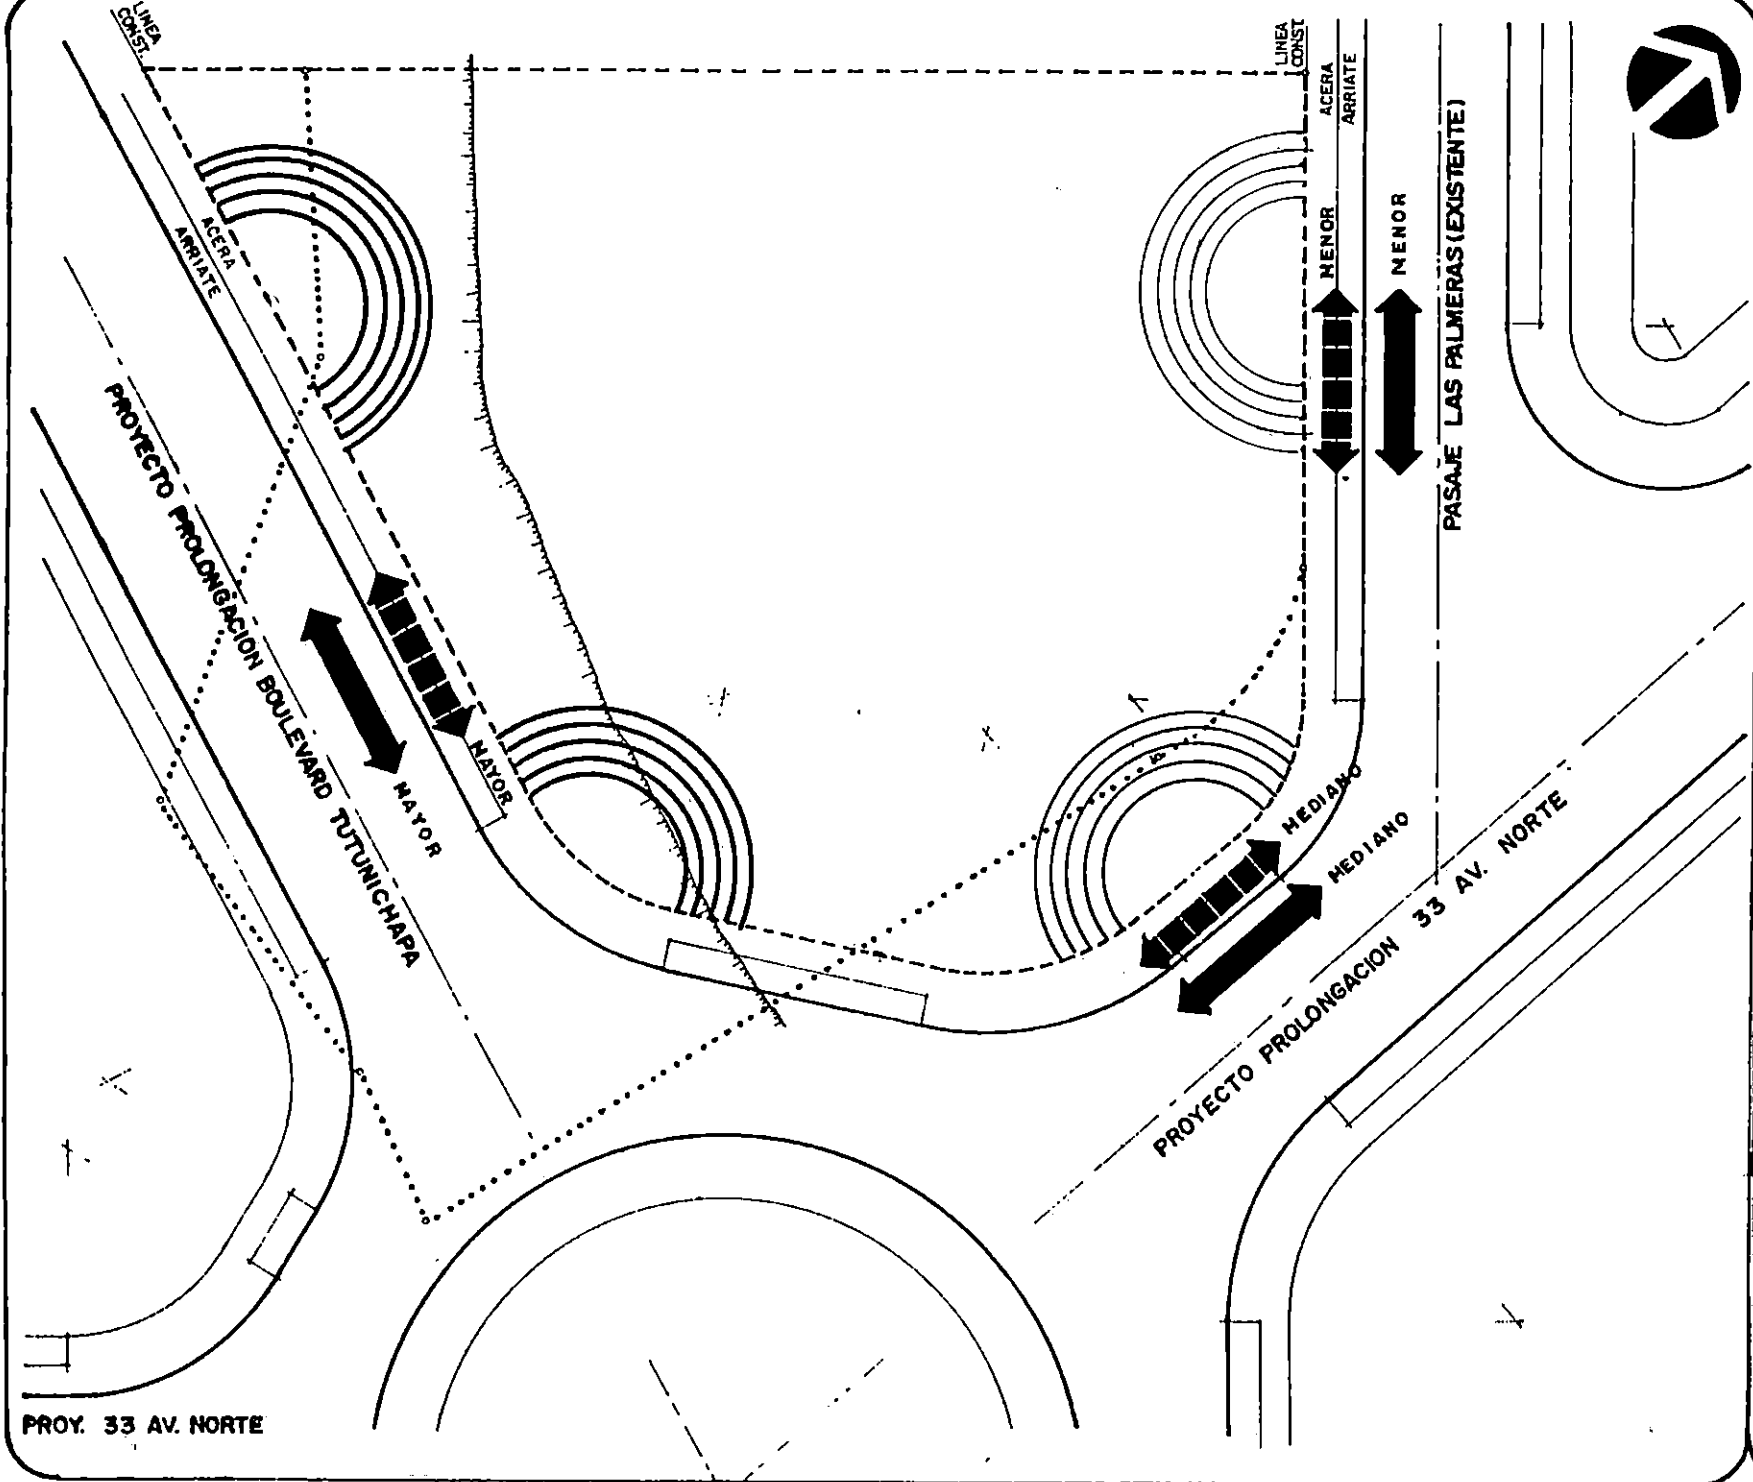 LINEA
CONST.
LINEA
CONST
ACERA
ARRIATE
ACERA
ARRIATE
MENOR
MENOR
PASAJE LAS PALMERAS (EXISTENTE)
PROYECTO PROLONGACION BOULEVARD TUTUNICHAPA
MAYOR
MAYOR
MEDIANO
MEDIANO
PROYECTO PROLONGACION 33 AV. NORTE
PROY. 33 AV. NORTE